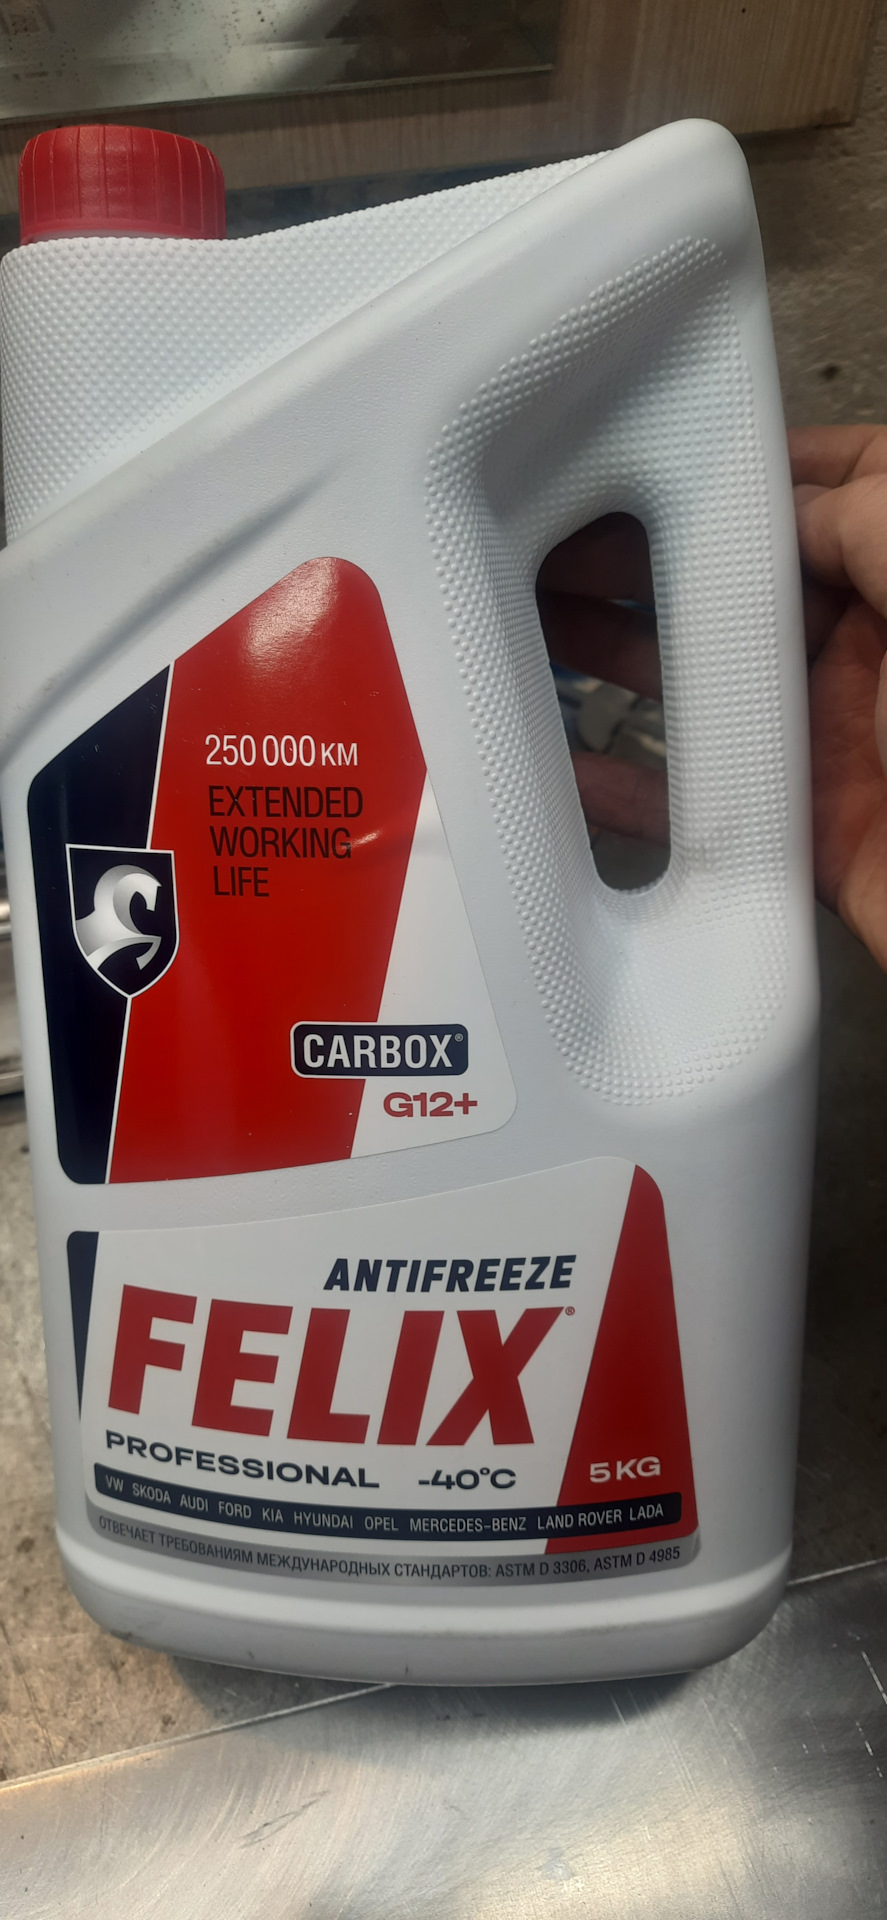 250 000 KM
EXTENDED
WORKING
LIFE
CARBOX®
G12+
ANTIFREEZE
FELIX®
PROFESSIONAL -40°C 5 KG
VW SKODA AUDI FORD KIA HYUNDAI OPEL MERCEDES-BENZ LAND ROVER LADA
ОТВЕЧАЕТ ТРЕБОВАНИЯМ МЕЖДУНАРОДНЫХ СТАНДАРТОВ: ASTM D 3306, ASTM D 4985